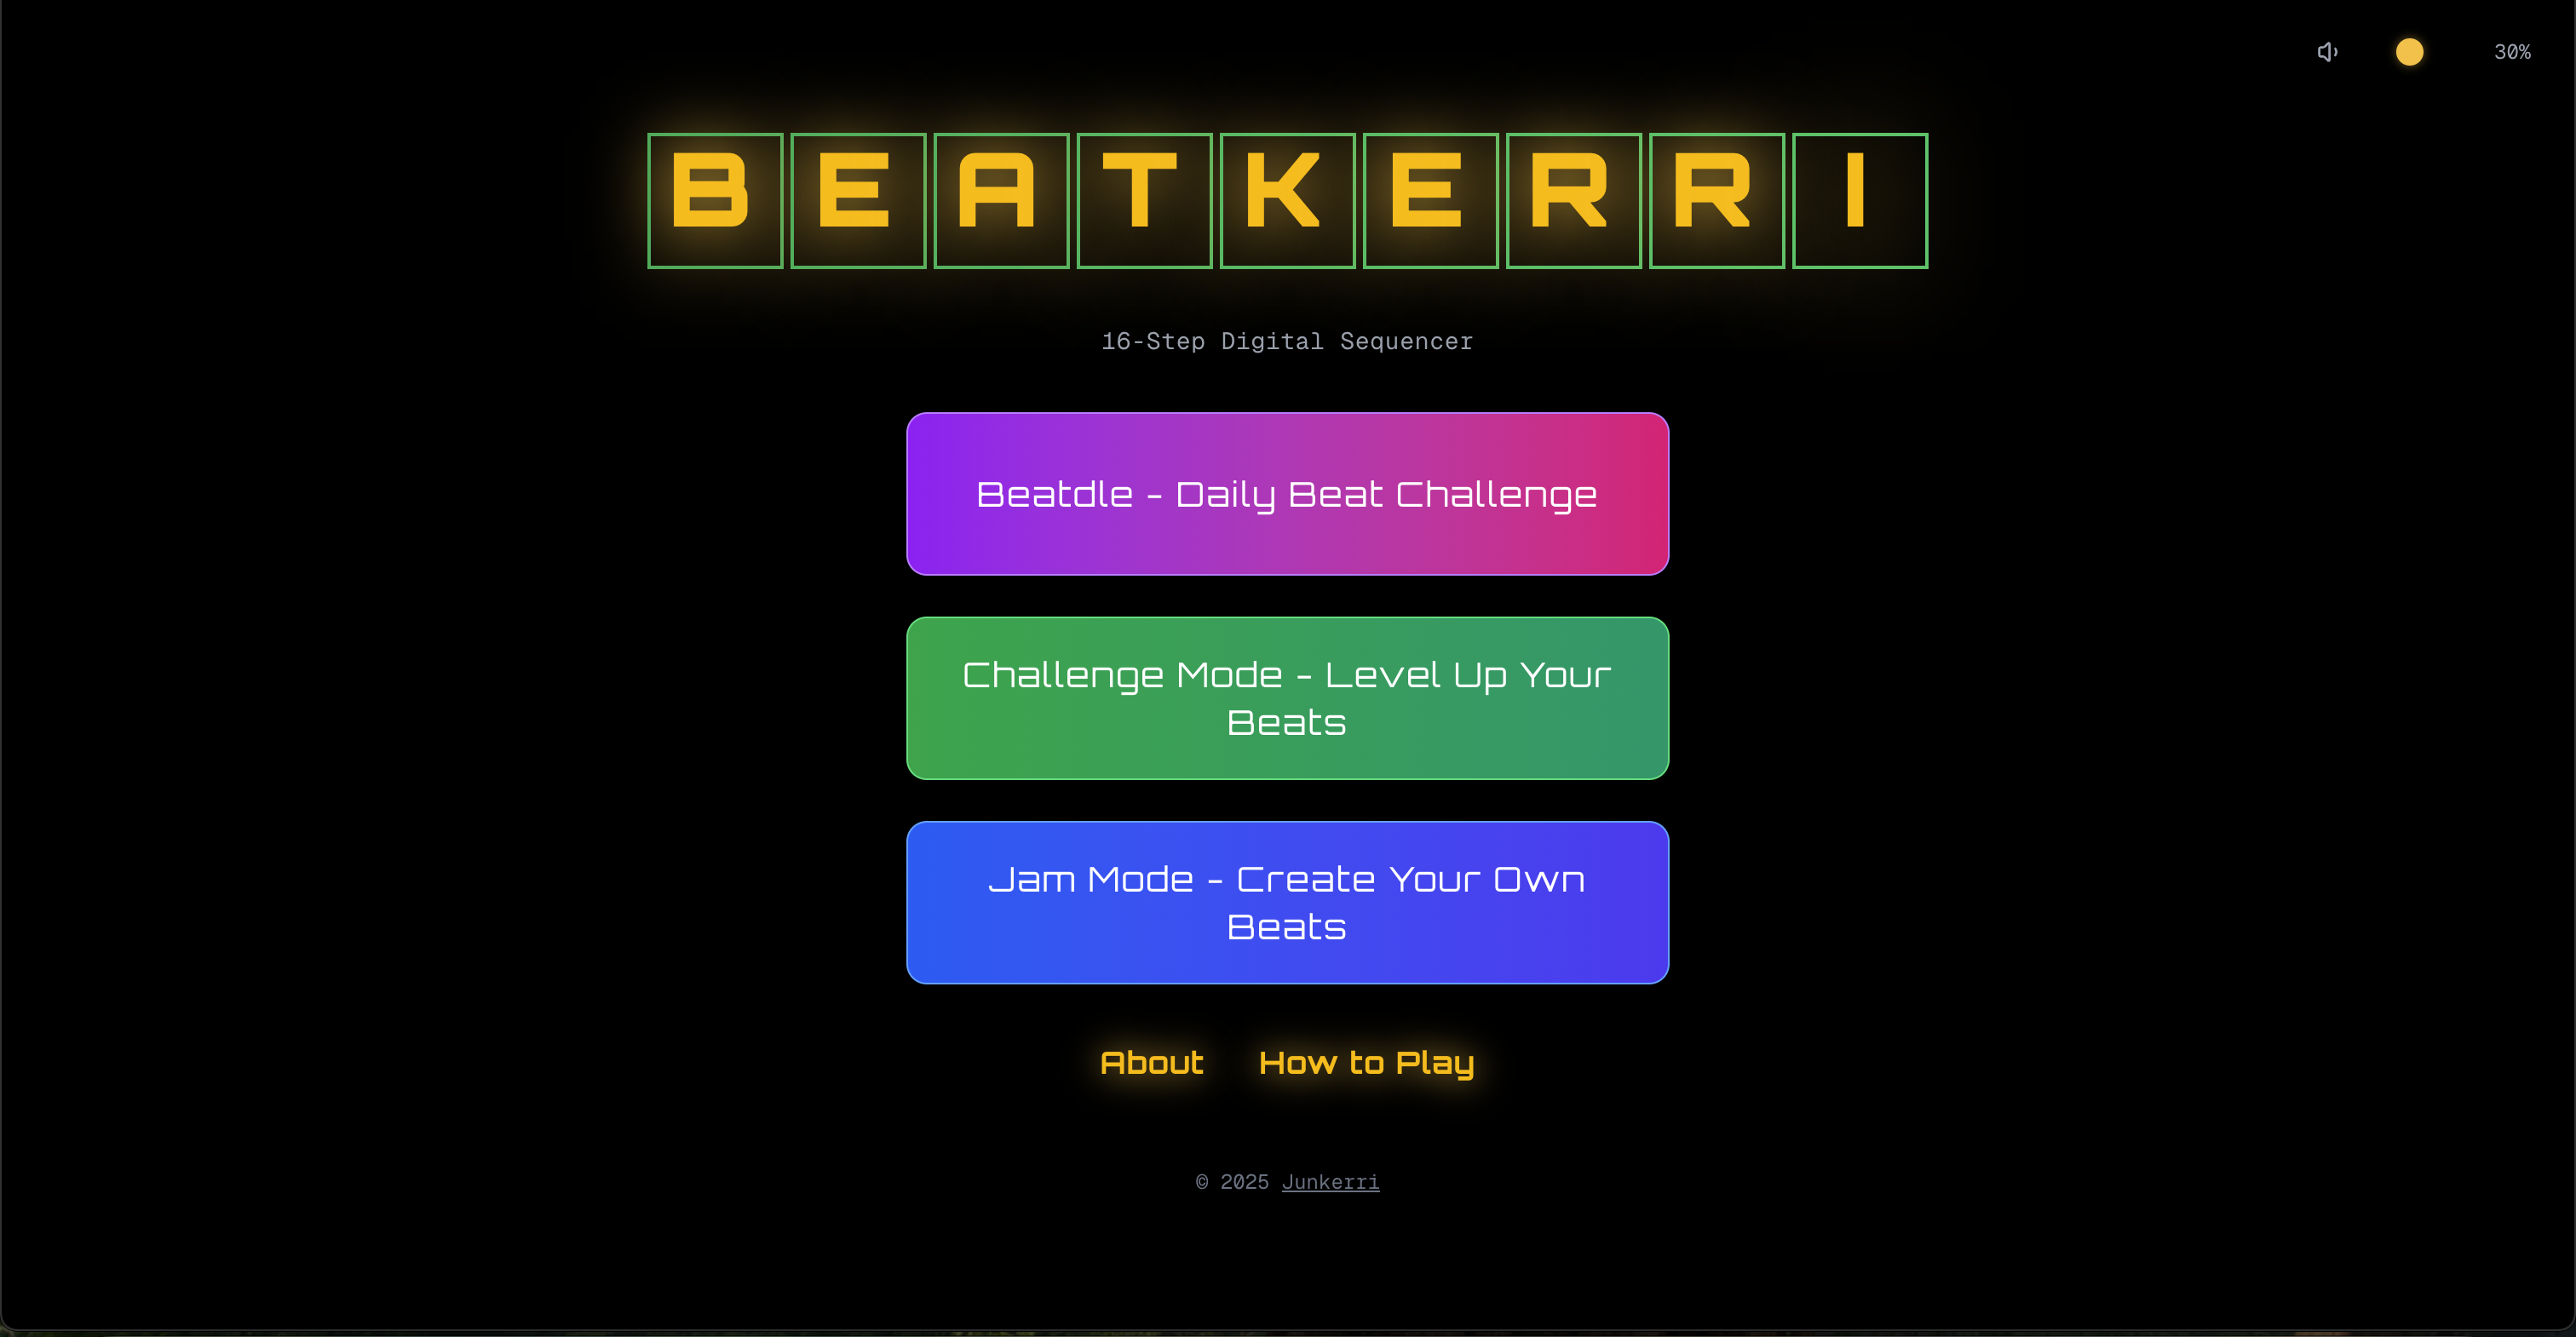 30%
BEATKERRI
16-Step Digital Sequencer
Beatdle - Daily Beat Challenge
Challenge Mode - Level Up Your
Beats
Jam Mode - Create Your Own
Beats
About How to Play
© 2025 Junkerri